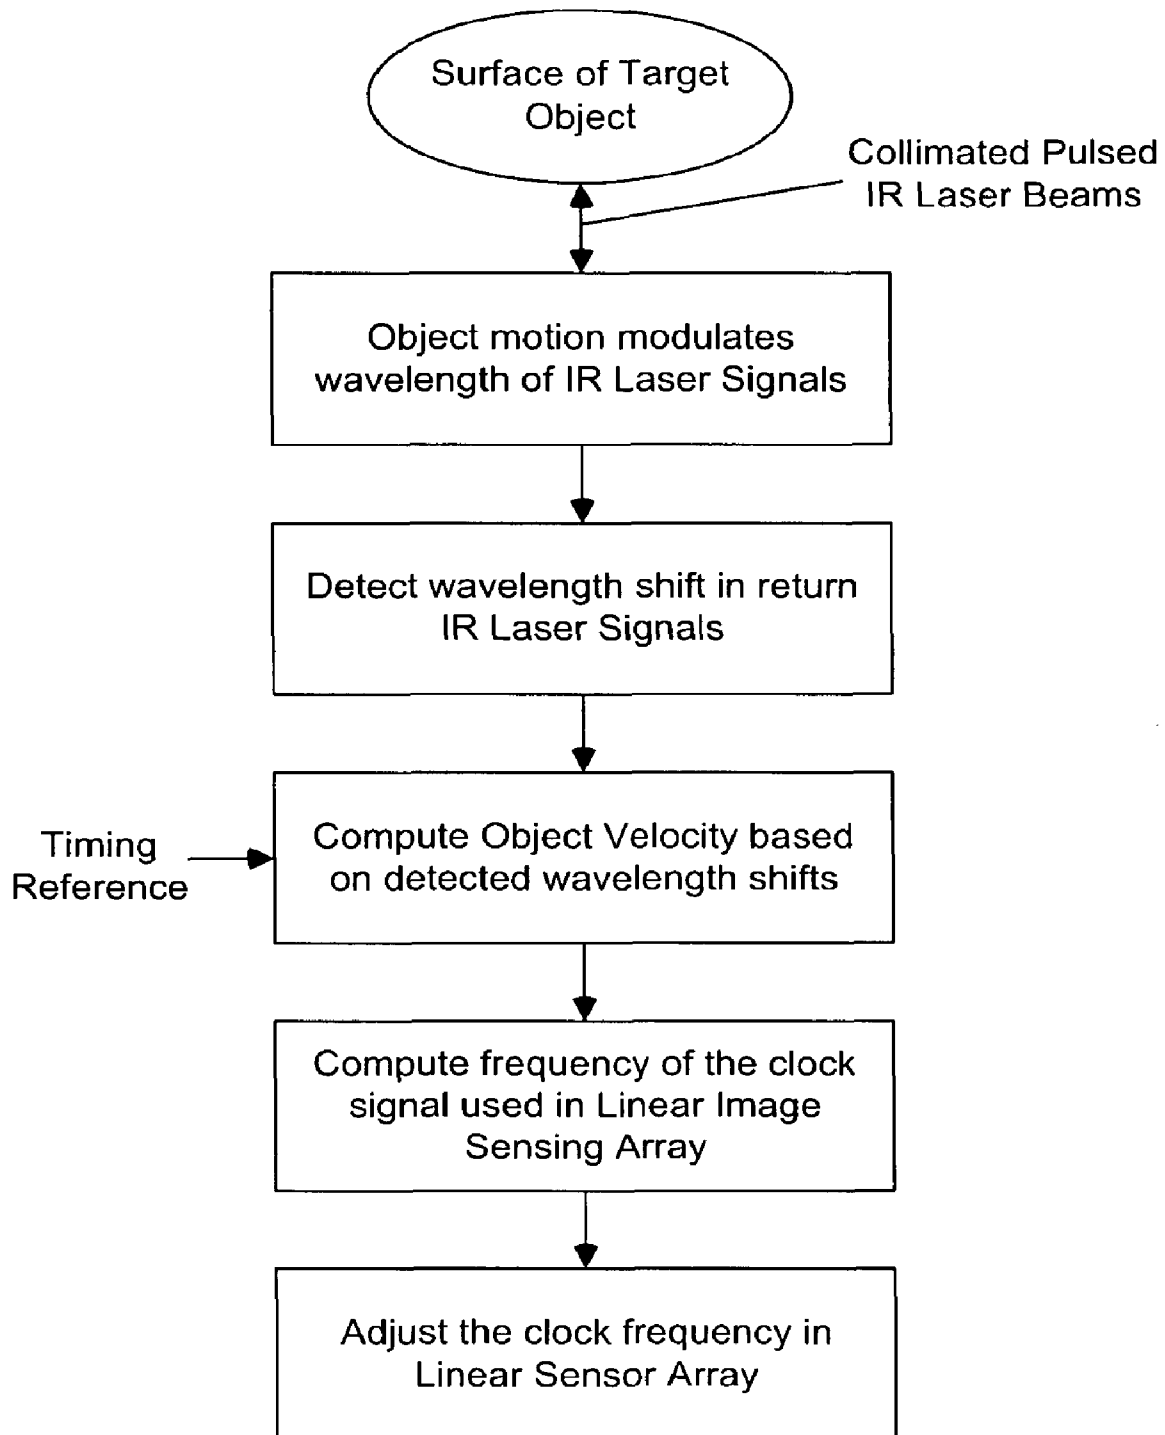 Surface of Target
Object
Collimated Pulsed
IR Laser Beams
Object motion modulates
wavelength of IR Laser Signals
Detect wavelength shift in return
IR Laser Signals
Timing
Reference
Compute Object Velocity based
on detected wavelength shifts
Compute frequency of the clock
signal used in Linear Image
Sensing Array
Adjust the clock frequency in
Linear Sensor Array